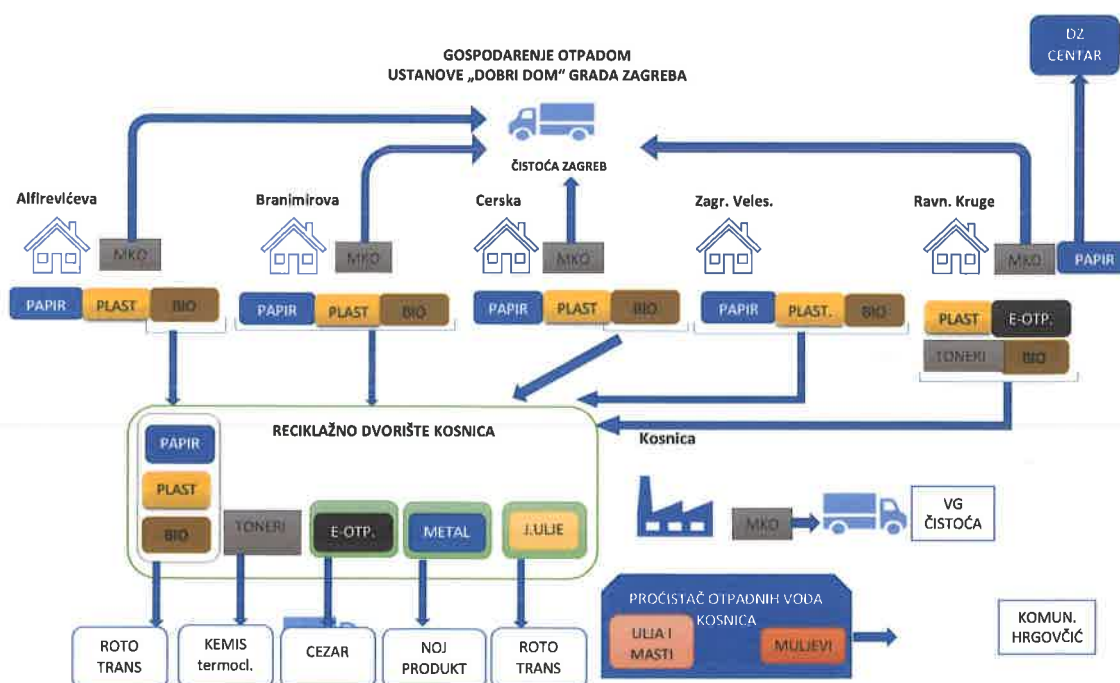 GOSPODARENJE OTPADOM
USTANOVE „DOBRI DOM" GRADA ZAGREBA
DZ
CENTAR
ČISTOĆA ZAGREB
Alfirevićeva
Branimirova
Cerska
Zagr. Veles.
Ravn. Kruge
MKO
MKO
MKO
MKO
PAPIR
PAPIR
PLAST
BIO
PAPIR
PLAST
BIO
PAPIR
PLAST
BIO
PAPIR
PLAST.
BIO
PLAST
E-OTP.
TONERI
BIO
RECIKLAŽNO DVORIŠTE KOSNICA
PAPIR
PLAST
BIO
TONERI
E-OTP.
METAL
J.ULJE
Kosnica
MKO
VG
ČISTOĆA
ROTO
TRANS
KEMIS
termocl.
CEZAR
NOJ
PRODUKT
ROTO
TRANS
PROČISTAČ OTPADNIH VODA
KOSNICA
ULJA I
MASTI
MULJEVI
KOMUN.
HRGOVČIĆ